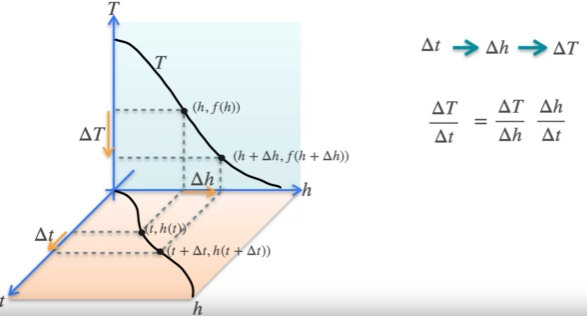 T
T
(h, f(h))
ΔT
(h + Δh, f(h + Δh))
Δh
h
(t, h(t))
Δt
(t + Δt, h(t + Δt))
t
h
Δt → Δh → ΔT
ΔT/Δt = ΔT/Δh Δh/Δt